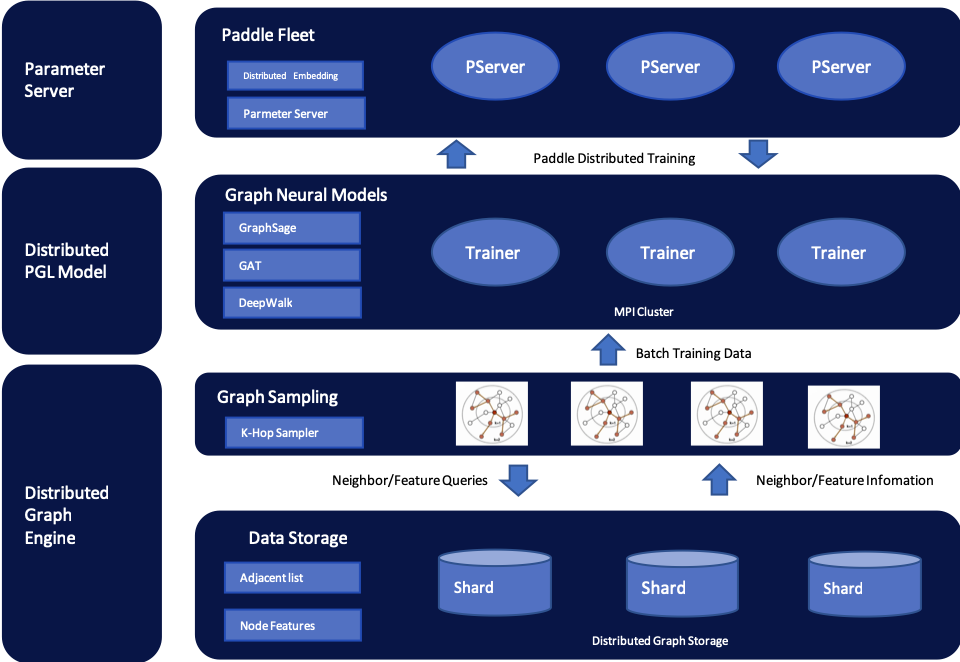 Parameter
Server
Paddle Fleet
Distributed Embedding
Parmeter Server
PServer
PServer
PServer
Paddle Distributed Training
Distributed
PGL Model
Graph Neural Models
GraphSage
GAT
DeepWalk
Trainer
Trainer
Trainer
MPI Cluster
Batch Training Data
Distributed
Graph
Engine
Graph Sampling
K-Hop Sampler
Neighbor/Feature Queries
Neighbor/Feature Infomation
Data Storage
Adjacent list
Node Features
Shard
Shard
Shard
Distributed Graph Storage